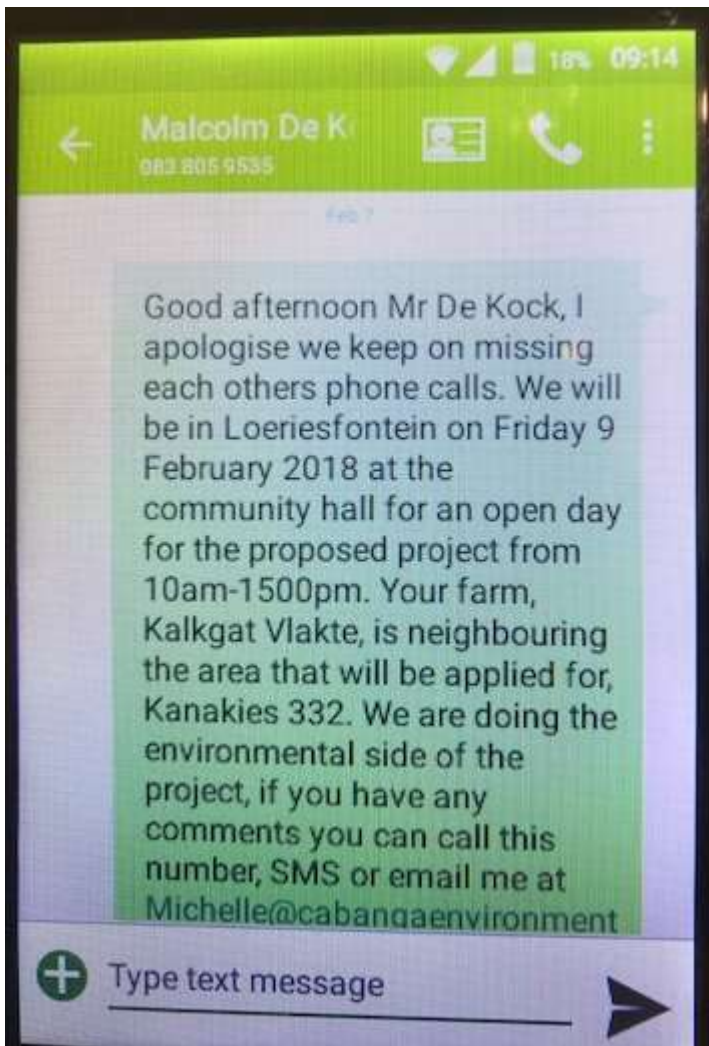 18% 09:14
Malcolm De K
083 805 9535
Feb 7
Good afternoon Mr De Kock, I
apologise we keep on missing
each others phone calls. We will
be in Loeriesfontein on Friday 9
February 2018 at the
community hall for an open day
for the proposed project from
10am-1500pm. Your farm,
Kalkgat Vlakte, is neighbouring
the area that will be applied for,
Kanakies 332. We are doing the
environmental side of the
project, if you have any
comments you can call this
number, SMS or email me at
Michelle@cabangaenvironment
Type text message